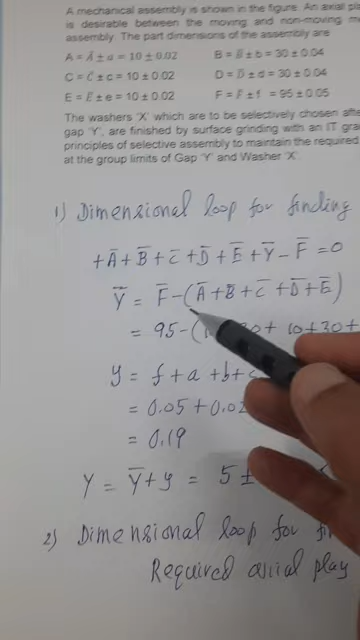 A mechanical assembly is shown in the figure. An axial pla
is desirable between the moving and non-moving m
assembly. The part dimensions of the assembly are
A = A̅ ± a = 10 ± 0.02 B = B̅ ± b = 30 ± 0.04
C = C̅ ± c = 10 ± 0.02 D = D̅ ± d = 30 ± 0.04
E = E̅ ± e = 10 ± 0.02 F = F̅ ± f = 95 ± 0.05
The washers 'X' which are to be selectively chosen afte
gap 'Y', are finished by surface grinding with an IT gra
principles of selective assembly to maintain the required
at the group limits of Gap 'Y' and Washer 'X'.
1) Dimensional loop for finding
+A̅ + B̅ + C̅ + D̅ + E̅ + Y̅ - F̅ = 0
Y̅ = F̅ - (A̅ + B̅ + C̅ + D̅ + E̅)
= 95 - (1 30 + 10 + 30 +
y = f + a + b + c
= 0.05 + 0.02
= 0.19
Y = Y̅ + y = 5 ±
2) Dimensional loop for fin
Required axial play